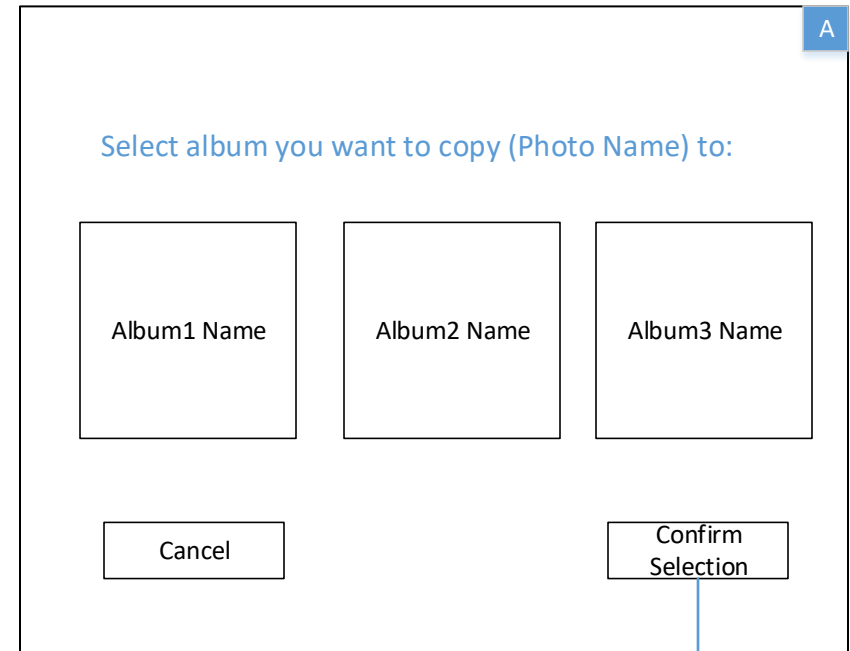 A
Select album you want to copy (Photo Name) to:
Album1 Name
Album2 Name
Album3 Name
Cancel
Confirm
Selection